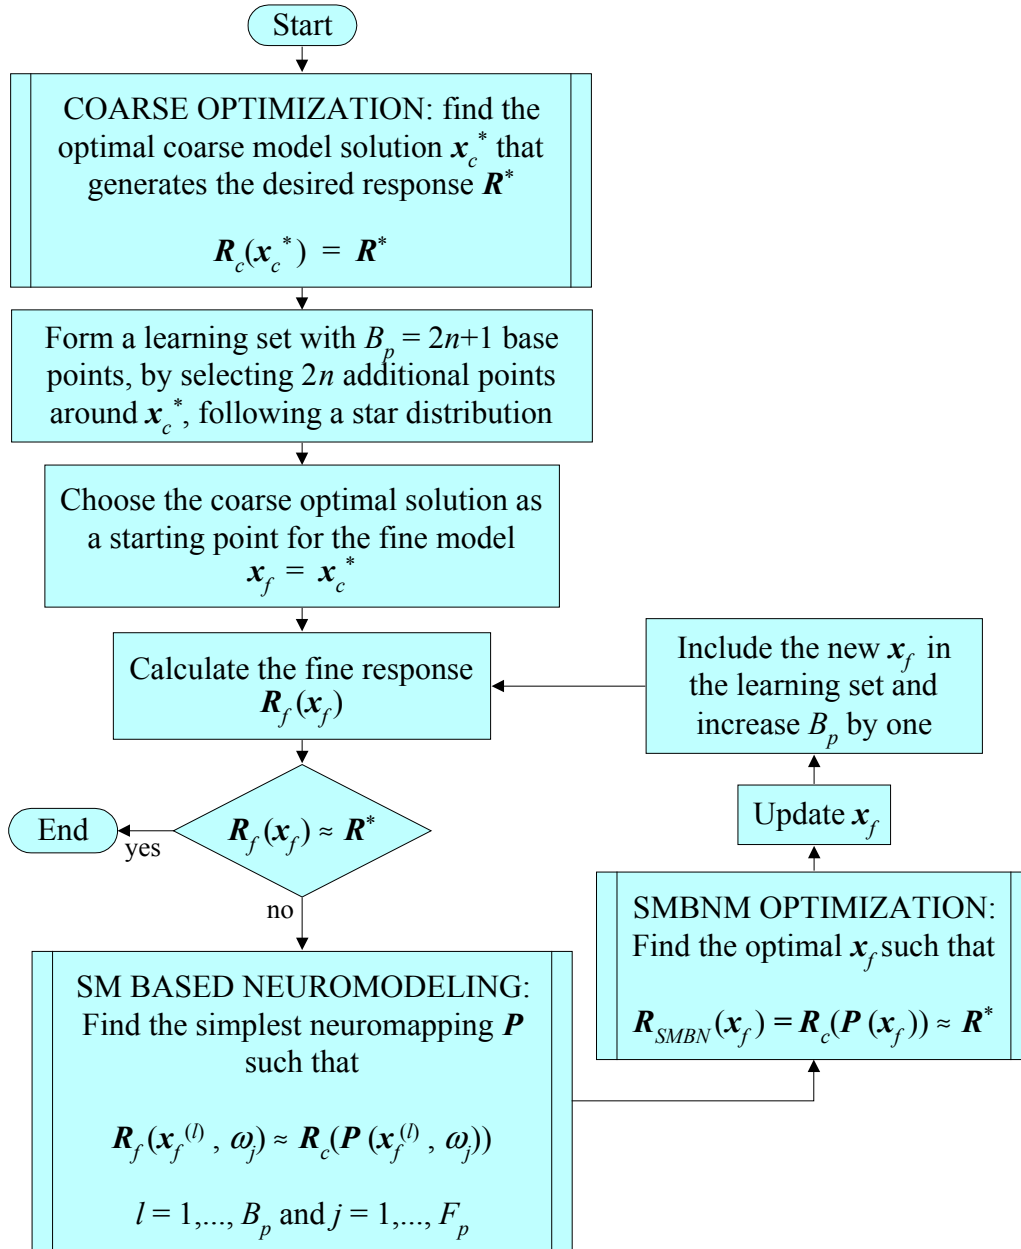 Start
COARSE OPTIMIZATION: find the
optimal coarse model solution x_c^* that
generates the desired response R^*
R_c(x_c^*) = R^*
Form a learning set with B_p = 2n+1 base
points, by selecting 2n additional points
around x_c^*, following a star distribution
Choose the coarse optimal solution as
a starting point for the fine model
x_f = x_c^*
Calculate the fine response
R_f(x_f)
R_f(x_f) ≈ R^*
yes
End
no
SM BASED NEUROMODELING:
Find the simplest neuromapping P
such that
R_f(x_f^(l) , ω_j) ≈ R_c(P (x_f^(l) , ω_j))
l = 1,..., B_p and j = 1,..., F_p
SMBNM OPTIMIZATION:
Find the optimal x_f such that
R_SMBN(x_f) = R_c(P (x_f)) ≈ R^*
Update x_f
Include the new x_f in
the learning set and
increase B_p by one